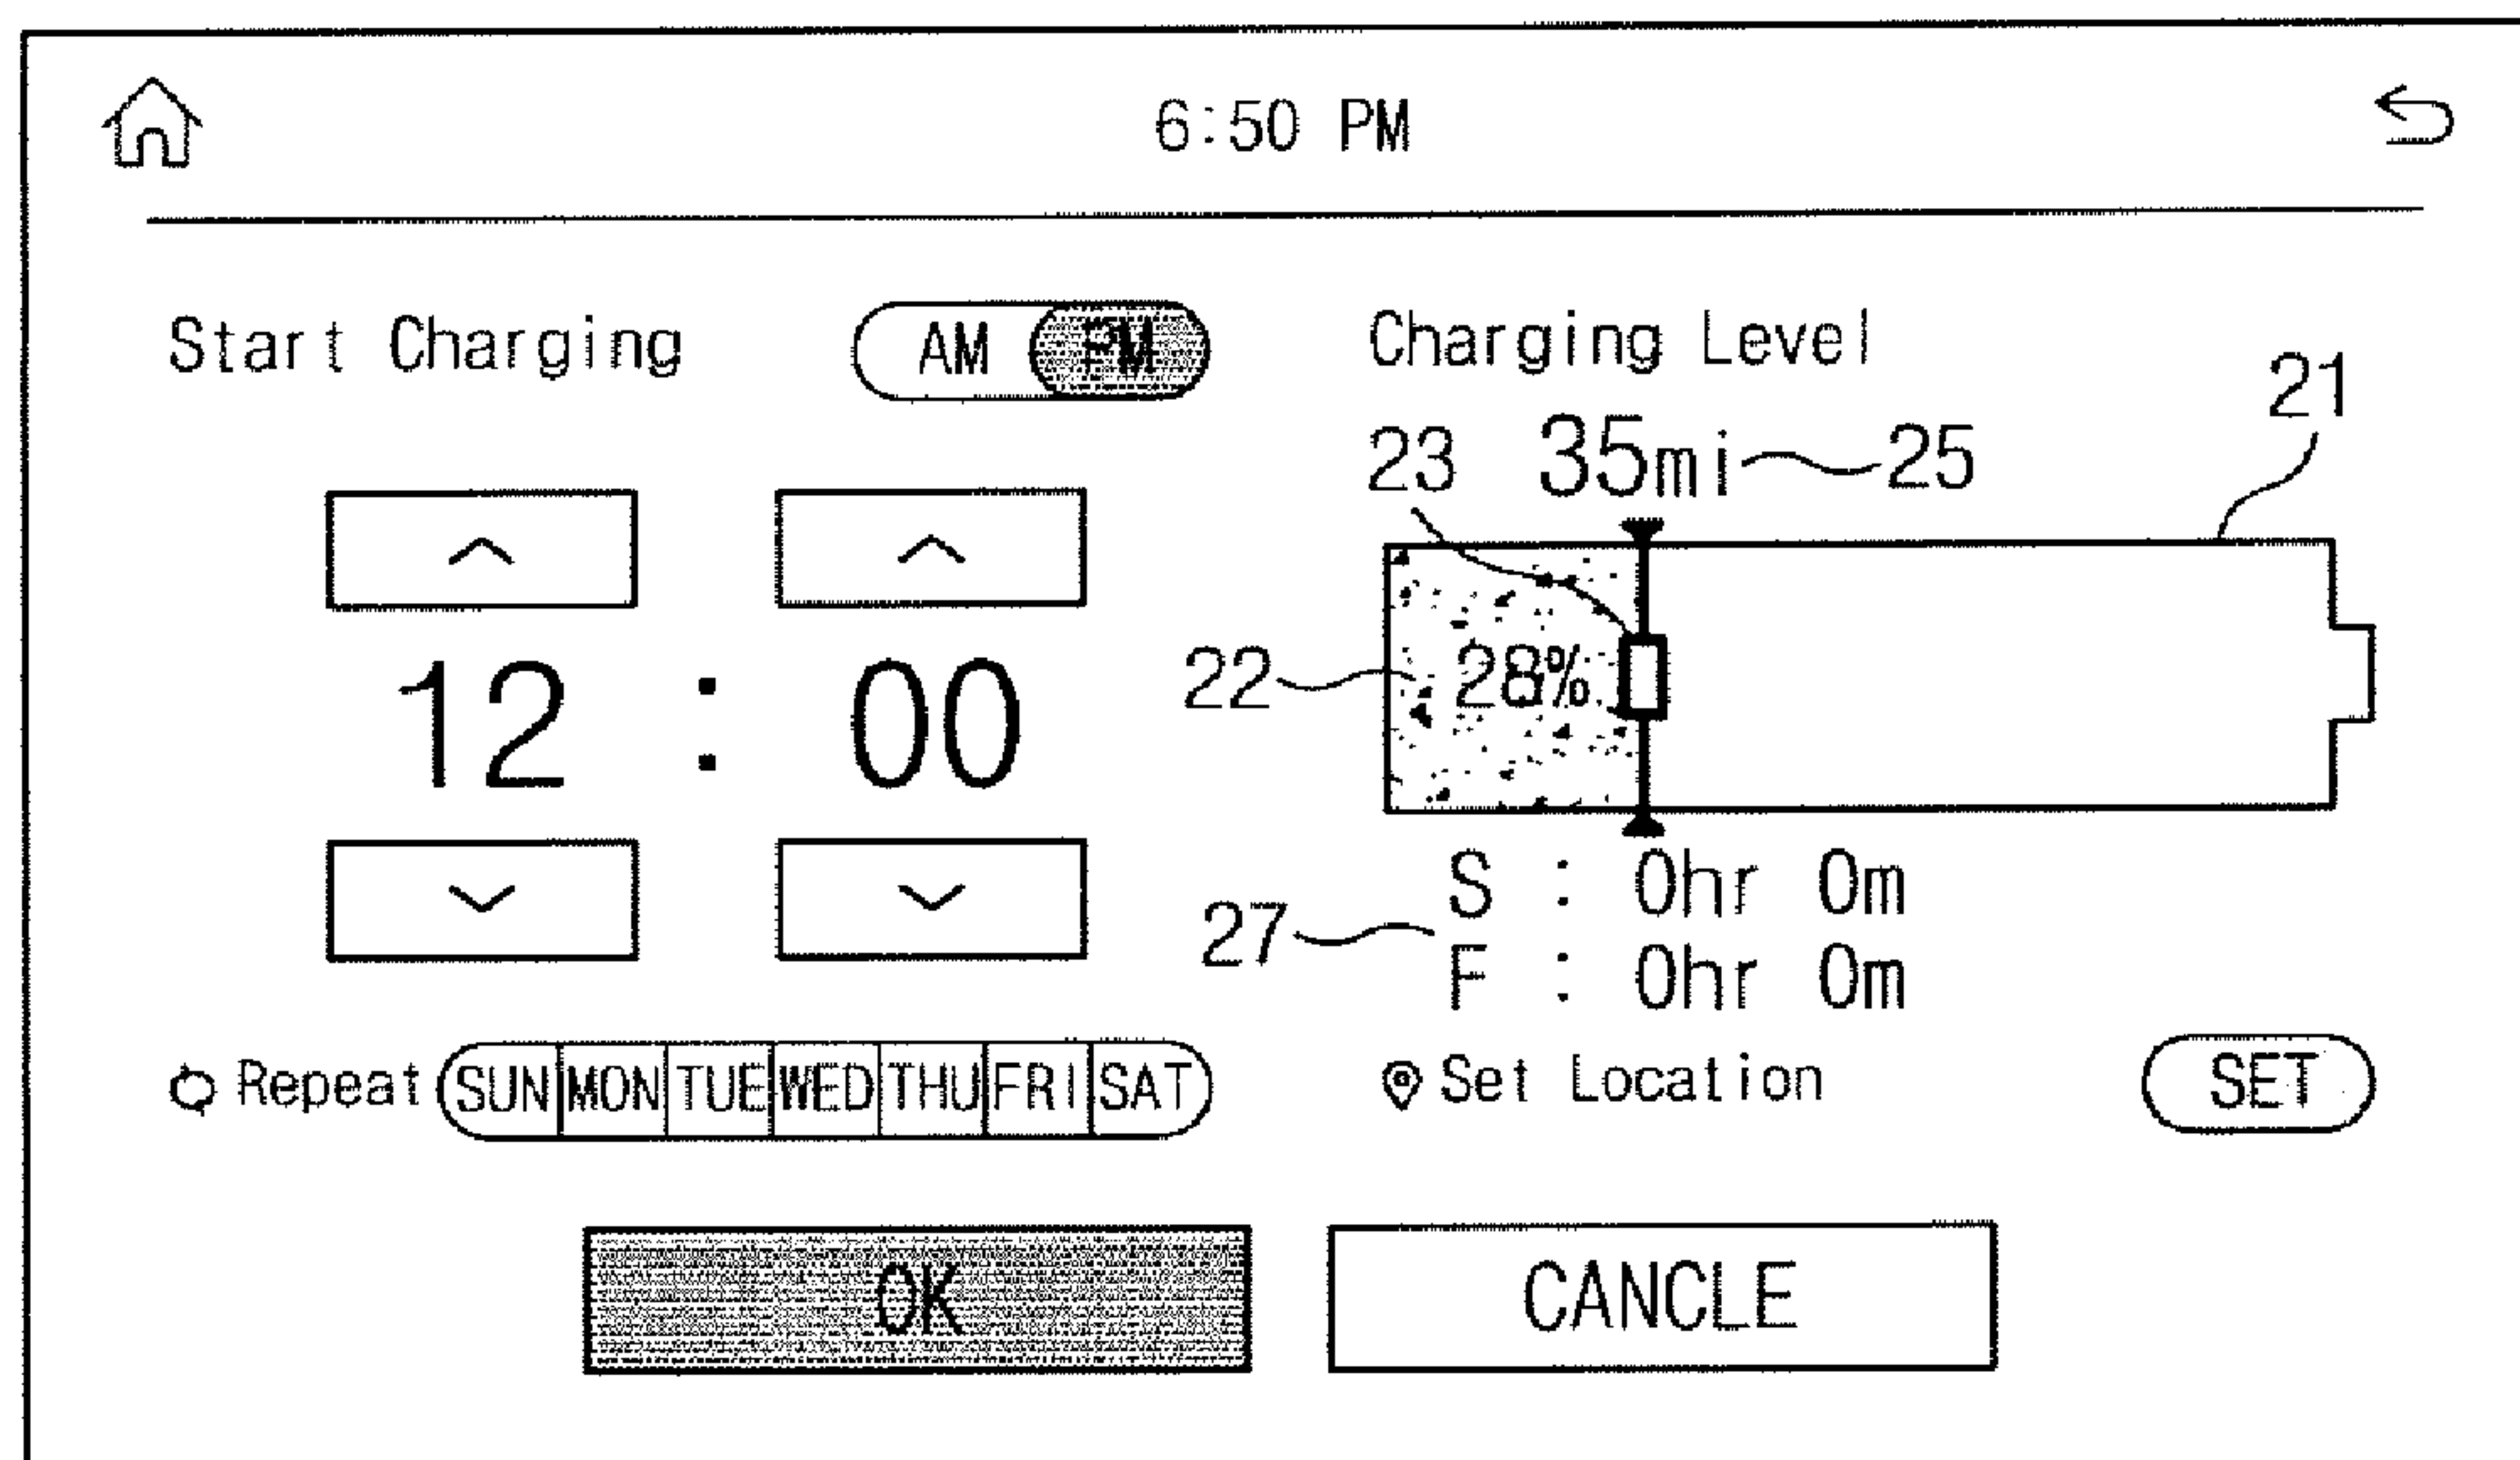 6:50 PM
Start Charging AM PM
Charging Level
21
23 35mi 25
12 : 00
22 28%
S : 0hr 0m
27
F : 0hr 0m
Repeat SUN MON TUE WED THU FRI SAT
Set Location SET
OK CANCLE